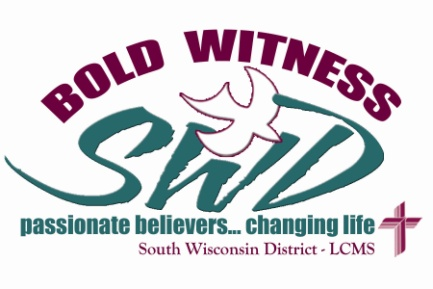 BOLD WITNESS
SWD
passionate believers... changing life
South Wisconsin District - LCMS